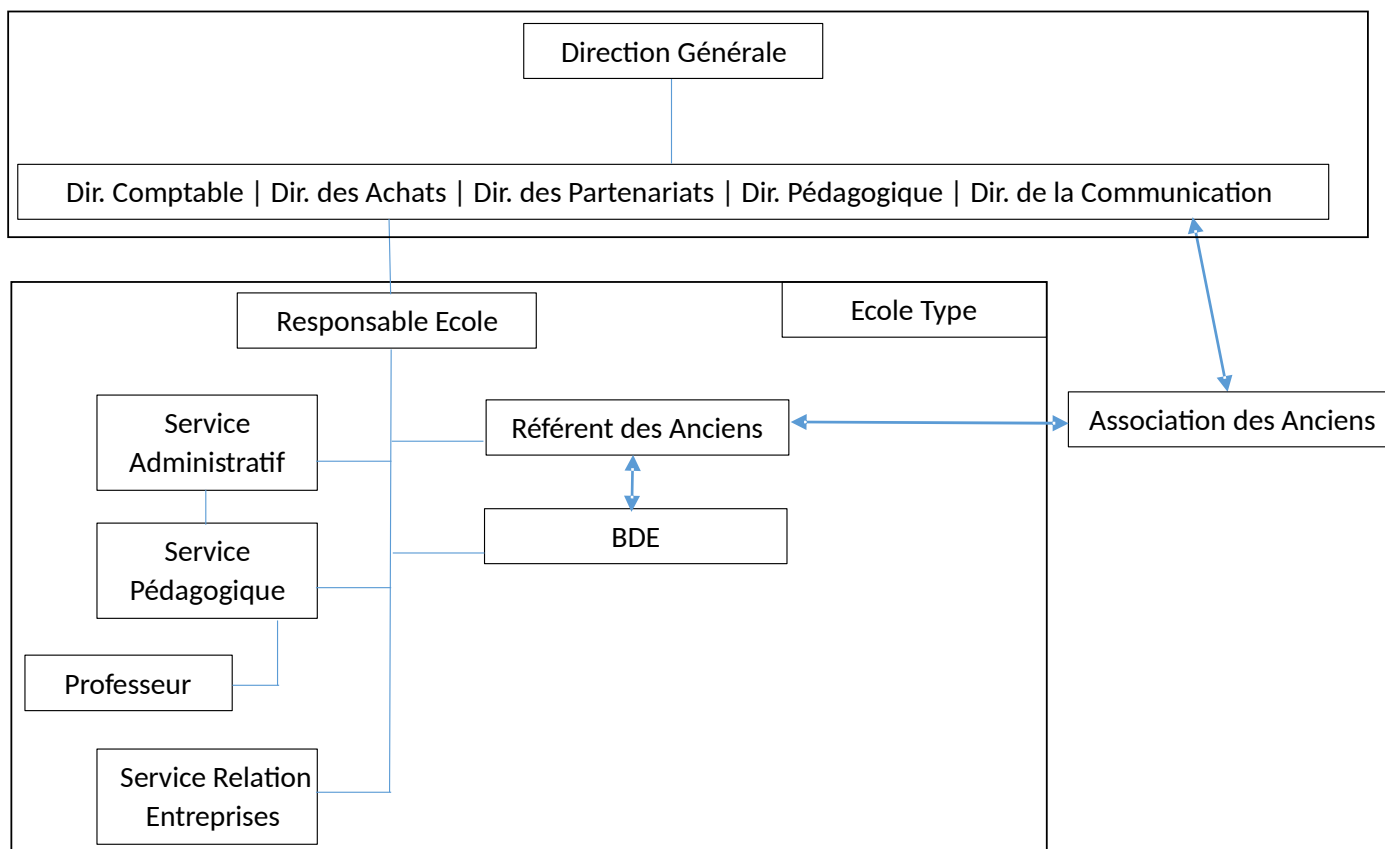 Direction Générale
Dir. Comptable | Dir. des Achats | Dir. des Partenariats | Dir. Pédagogique | Dir. de la Communication
Responsable Ecole
Ecole Type
Service
Administratif
Référent des Anciens
Association des Anciens
BDE
Service
Pédagogique
Professeur
Service Relation
Entreprises